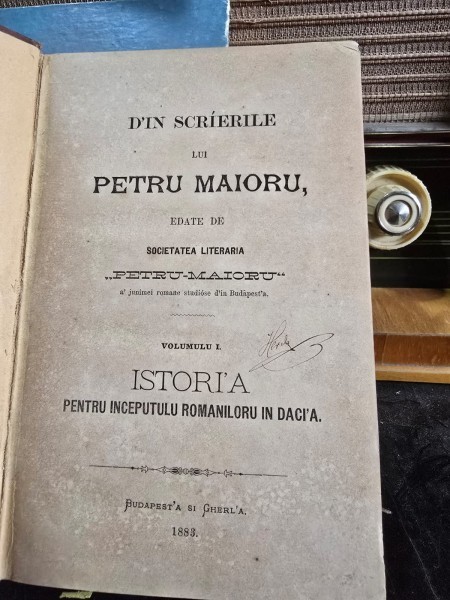 D'IN SCRÍERILE
LUI
PETRU MAIORU,
EDATE DE
SOCIETATEA LITERARIA
„PETRU-MAIORU“
a' junimei romane studióse d'in Budapest'a.
VOLUMULU I.
ISTORI'A
PENTRU INCEPUTULU ROMANILORU IN DACI'A.
BUDAPEST'A SI GHERL'A.
1883.